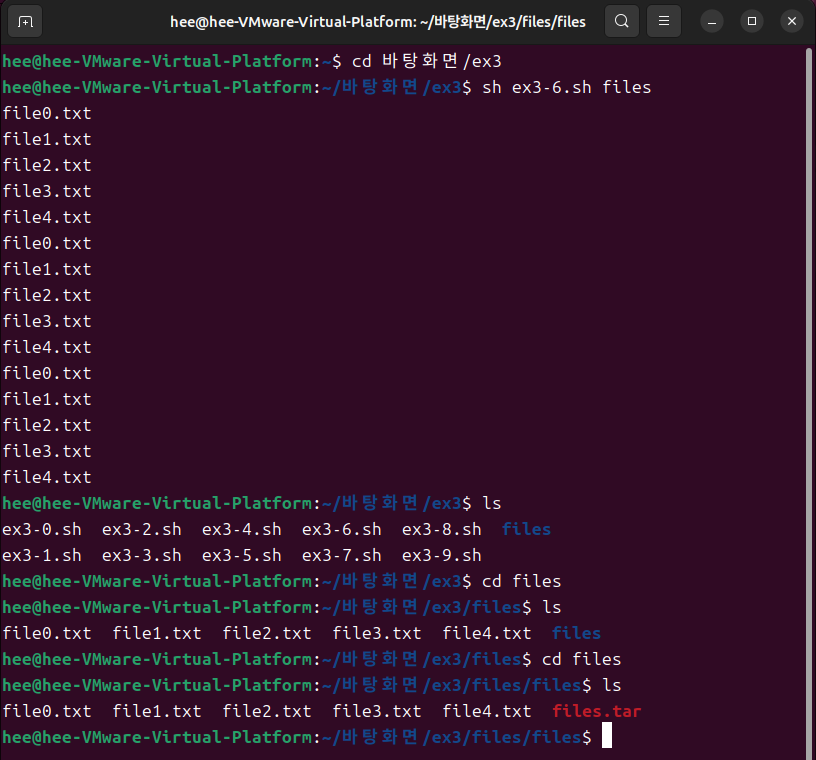 hee@hee-VMware-Virtual-Platform: ~/바탕화면/ex3/files/files
hee@hee-VMware-Virtual-Platform:~$ cd 바탕화면/ex3
hee@hee-VMware-Virtual-Platform:~/바탕화면/ex3$ sh ex3-6.sh files
file0.txt
file1.txt
file2.txt
file3.txt
file4.txt
file0.txt
file1.txt
file2.txt
file3.txt
file4.txt
file0.txt
file1.txt
file2.txt
file3.txt
file4.txt
hee@hee-VMware-Virtual-Platform:~/바탕화면/ex3$ ls
ex3-0.sh  ex3-2.sh  ex3-4.sh  ex3-6.sh  ex3-8.sh  files
ex3-1.sh  ex3-3.sh  ex3-5.sh  ex3-7.sh  ex3-9.sh
hee@hee-VMware-Virtual-Platform:~/바탕화면/ex3$ cd files
hee@hee-VMware-Virtual-Platform:~/바탕화면/ex3/files$ ls
file0.txt  file1.txt  file2.txt  file3.txt  file4.txt  files
hee@hee-VMware-Virtual-Platform:~/바탕화면/ex3/files$ cd files
hee@hee-VMware-Virtual-Platform:~/바탕화면/ex3/files/files$ ls
file0.txt  file1.txt  file2.txt  file3.txt  file4.txt  files.tar
hee@hee-VMware-Virtual-Platform:~/바탕화면/ex3/files/files$